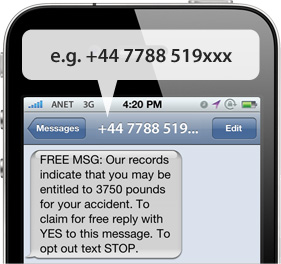 e.g. +44 7788 519xxx
ANET 3G 4:20 PM
Messages +44 7788 519... Edit
FREE MSG: Our records
indicate that you may be
entitled to 3750 pounds
for your accident. To
claim for free reply with
YES to this message. To
opt out text STOP.